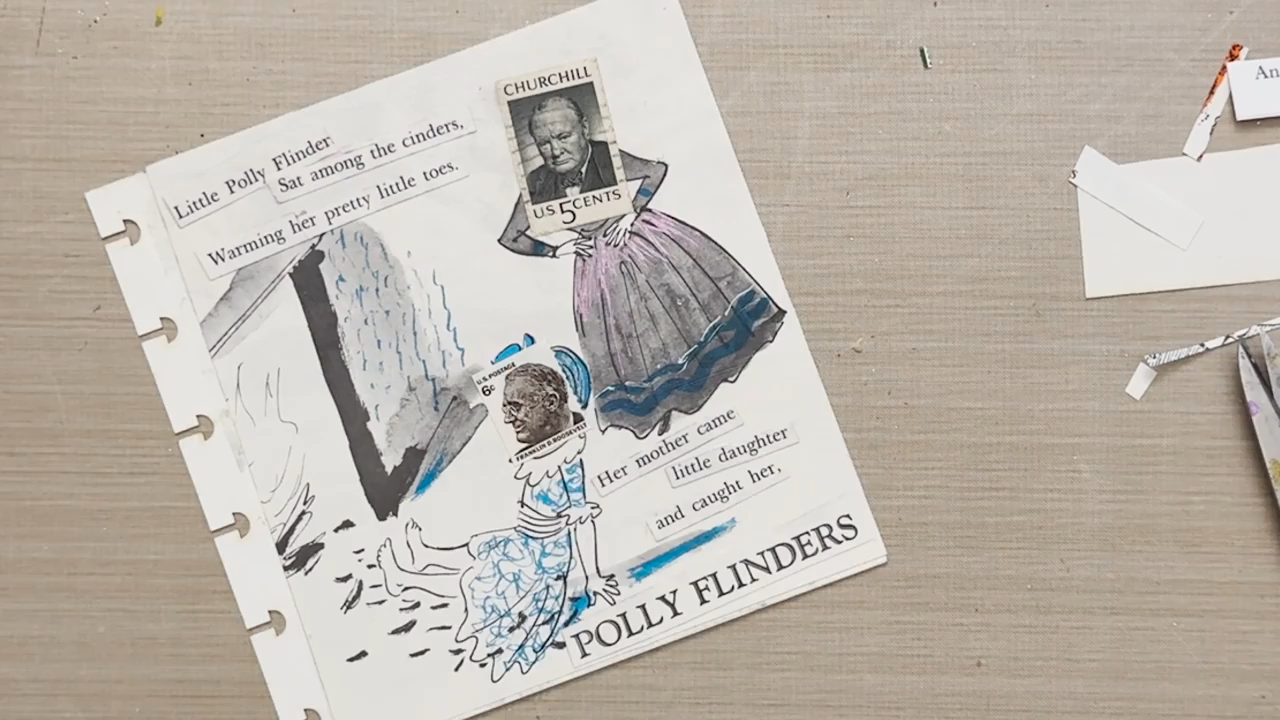 Little Polly Flinder
Sat among the cinders,
Warming her pretty little toes.
CHURCHILL
U.S. 5 CENTS
U.S. POSTAGE
6c
FRANKLIN D. ROOSEVELT
Her mother came
little daughter
and caught her,
POLLY FLINDERS
An
s